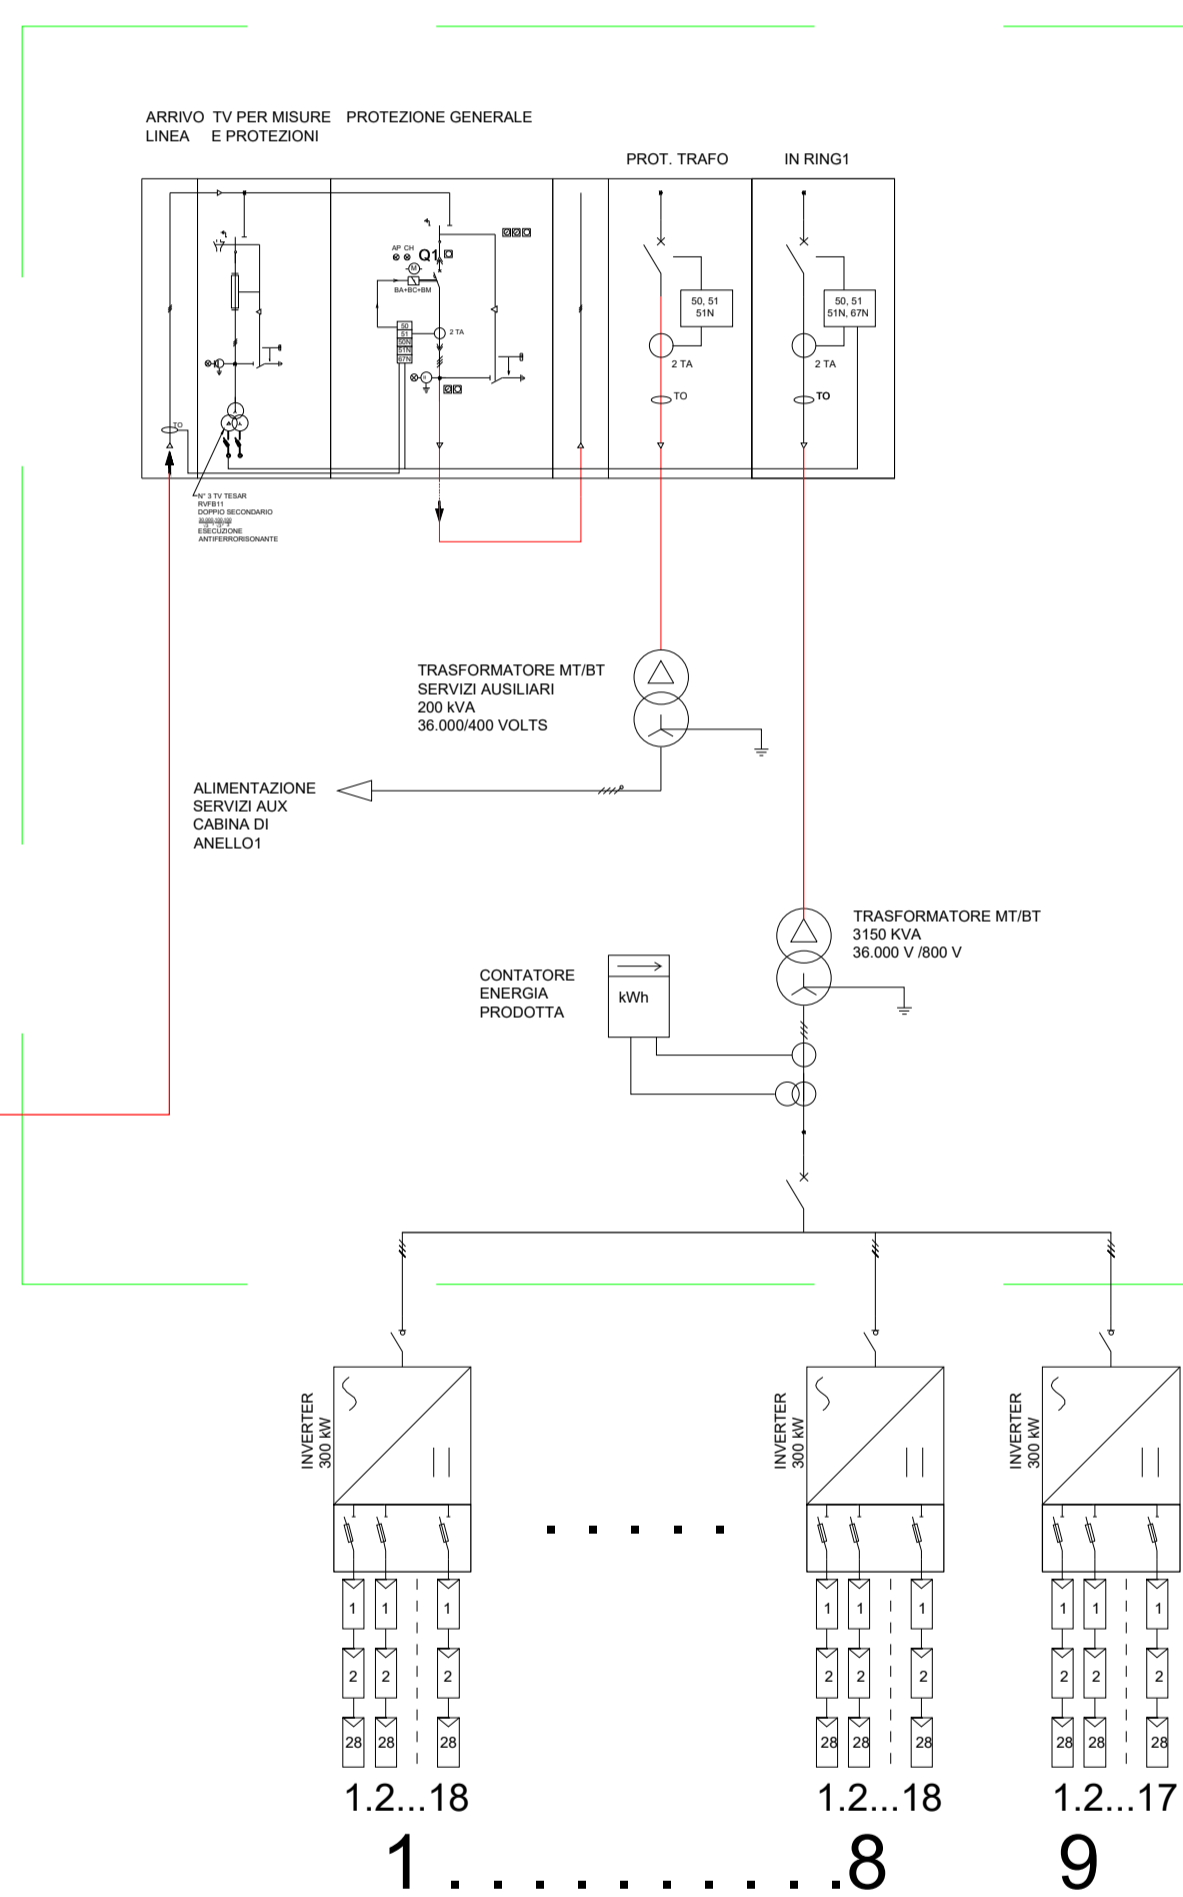 ARRIVO
LINEA
TV PER MISURE
E PROTEZIONI
PROTEZIONE GENERALE
PROT. TRAFO
IN RING1
AP CH
Q1
M
BA+BC+BM
50
51
50N
51N
67N
2 TA
50, 51
51N
2 TA
TO
50, 51
51N, 67N
2 TA
TO
TO
N° 3 TV TESAR
RVFB11
DOPPIO SECONDARIO
ESECUZIONE
ANTIFERRORISONANTE
TRASFORMATORE MT/BT
SERVIZI AUSILIARI
200 kVA
36.000/400 VOLTS
ALIMENTAZIONE
SERVIZI AUX
CABINA DI
ANELLO1
TRASFORMATORE MT/BT
3150 KVA
36.000 V /800 V
CONTATORE
ENERGIA
PRODOTTA
kWh
INVERTER
300 kW
INVERTER
300 kW
INVERTER
300 kW
1 1 1 1 1 1 1 1 1
2 2 2 2 2 2 2 2 2
28 28 28 28 28 28 28 28 28
1.2...18 1.2...18 1.2...17
1 . . . . . . . . . . 8 9